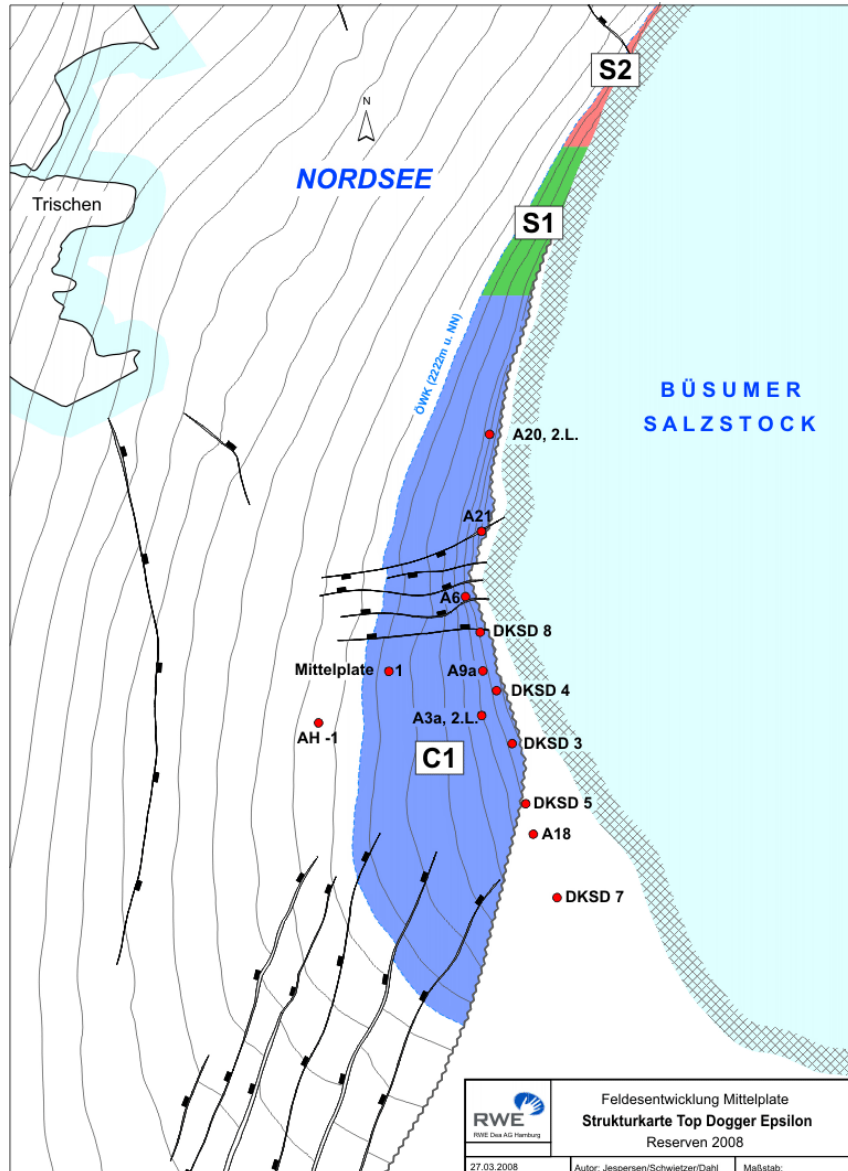 S2
N
NORDSEE
Trischen
S1
ÖWK (2222m u. NN)
BÜSUMER
SALZSTOCK
A20, 2.L.
A21
A6
DKSD 8
Mittelplate 1
A9a
DKSD 4
A3a, 2.L.
AH -1
DKSD 3
C1
DKSD 5
A18
DKSD 7
RWE
RWE Dea AG Hamburg
Feldesentwicklung Mittelplate
Strukturkarte Top Dogger Epsilon
Reserven 2008
27.03.2008
Autor: Jespersen/Schwietzer/Dahl
Maßstab: